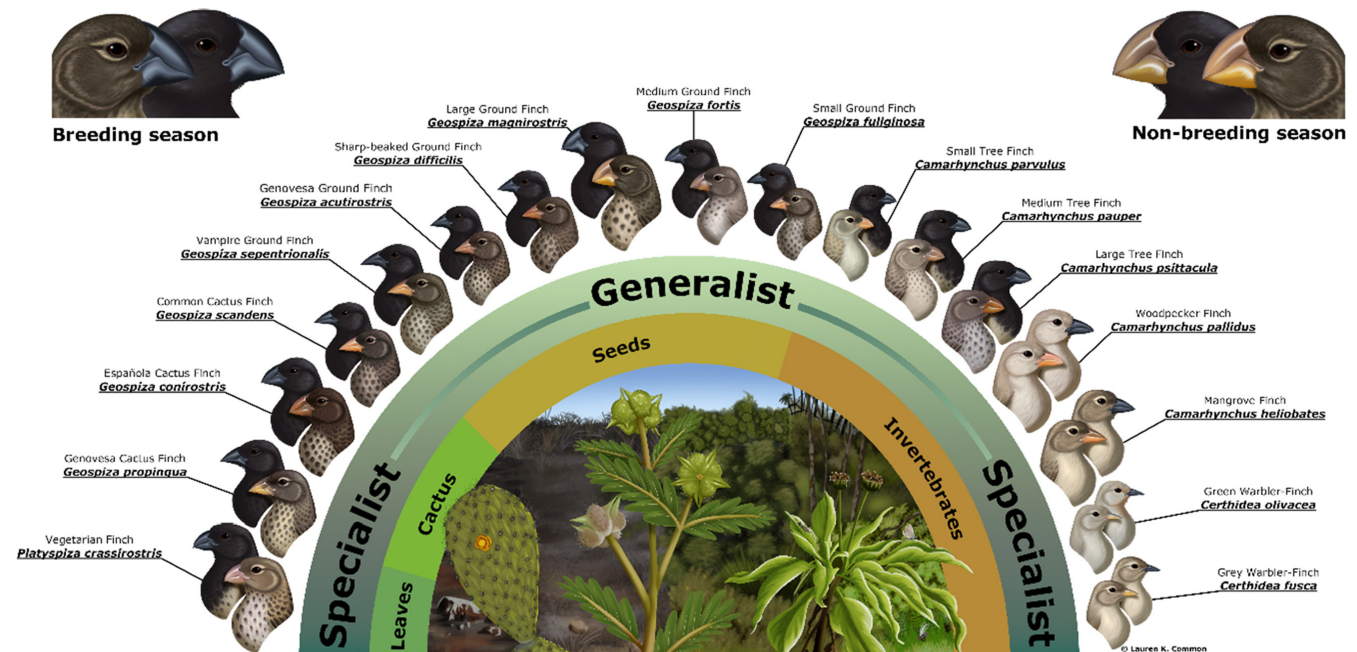 Breeding season
Non-breeding season
Vegetarian Finch
Platyspiza crassirostris
Genovesa Cactus Finch
Geospiza propinqua
Española Cactus Finch
Geospiza conirostris
Common Cactus Finch
Geospiza scandens
Vampire Ground Finch
Geospiza sepentrionalis
Genovesa Ground Finch
Geospiza acutirostris
Sharp-beaked Ground Finch
Geospiza difficilis
Large Ground Finch
Geospiza magnirostris
Medium Ground Finch
Geospiza fortis
Small Ground Finch
Geospiza fuliginosa
Small Tree Finch
Camarhynchus parvulus
Medium Tree Finch
Camarhynchus pauper
Large Tree Finch
Camarhynchus psittacula
Woodpecker Finch
Camarhynchus pallidus
Mangrove Finch
Camarhynchus heliobates
Green Warbler-Finch
Certhidea olivacea
Grey Warbler-Finch
Certhidea fusca
Specialist
Generalist
Specialist
Leaves
Cactus
Seeds
Invertebrates
© Lauren K. Common